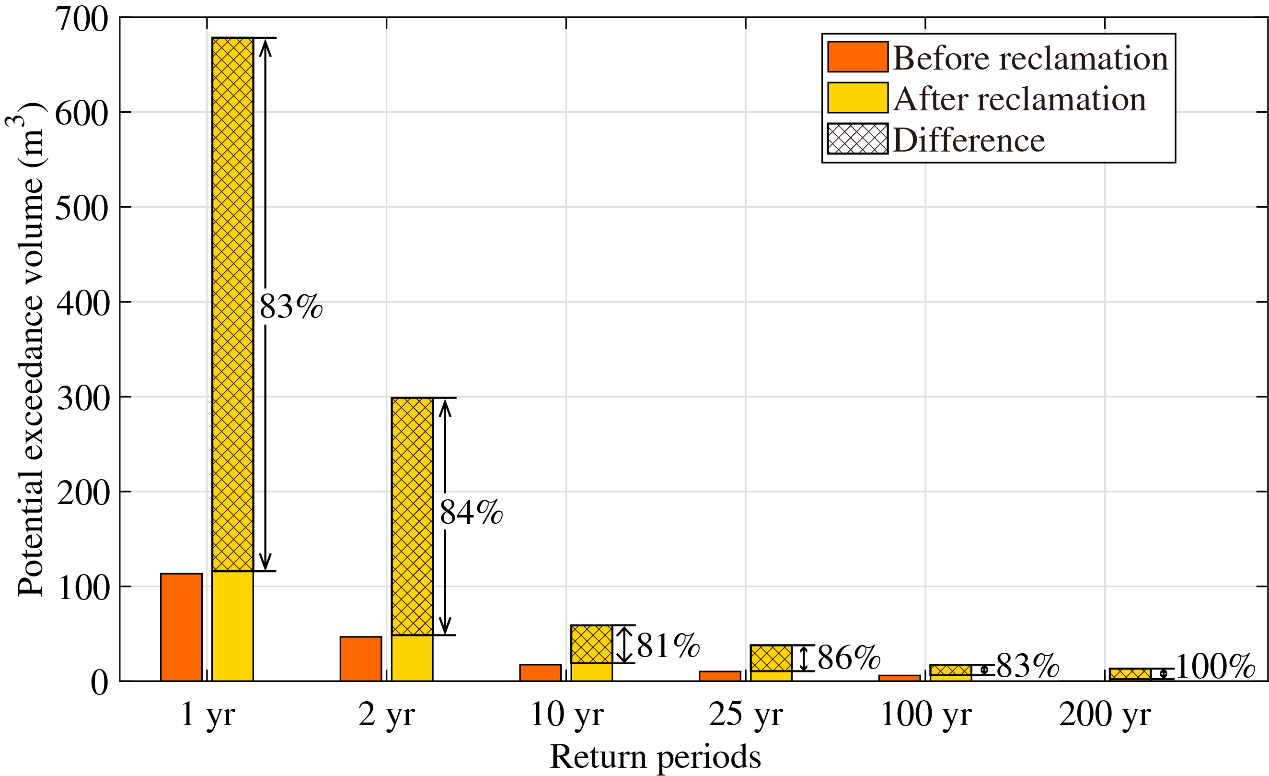 Potential exceedance volume (m³)
700
600
500
400
300
200
100
0
Before reclamation
After reclamation
Difference
83%
84%
81%
86%
83%
100%
1 yr
2 yr
10 yr
25 yr
100 yr
200 yr
Return periods